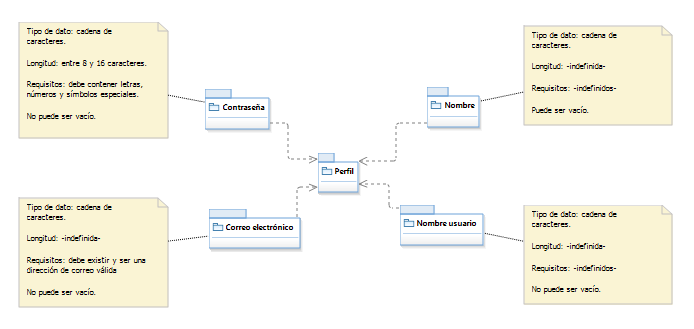 Tipo de dato: cadena de
caracteres.
Longitud: entre 8 y 16 caracteres.
Requisitos: debe contener letras,
números y símbolos especiales.
No puede ser vacío.
Contraseña
Nombre
Tipo de dato: cadena de
caracteres.
Longitud: -indefinida-
Requisitos: -indefinidos-
Puede ser vacío.
Perfil
Tipo de dato: cadena de
caracteres.
Longitud: -indefinida-
Requisitos: debe existir y ser una
dirección de correo válida
No puede ser vacío.
Correo electrónico
Nombre usuario
Tipo de dato: cadena de
caracteres.
Longitud: -indefinida-
Requisitos: -indefinidos-
No puede ser vacío.